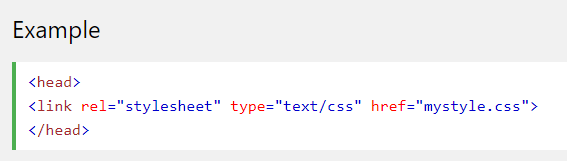 Example
<head>
<link rel="stylesheet" type="text/css" href="mystyle.css">
</head>